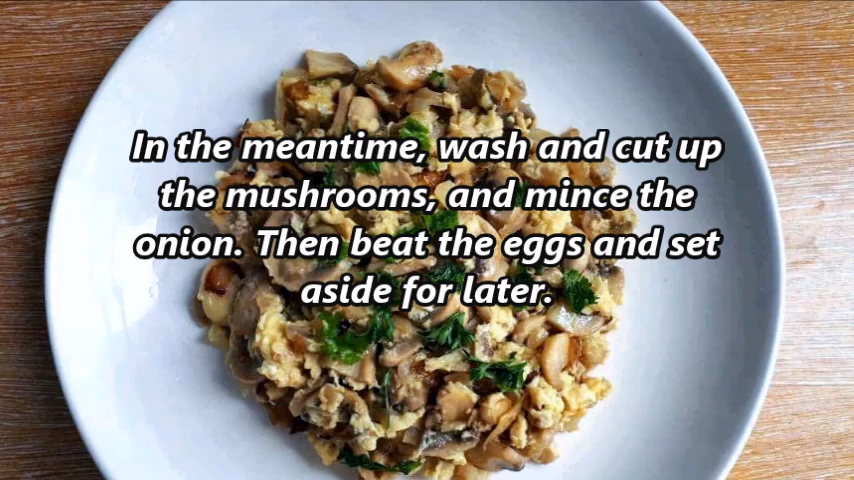 In the meantime, wash and cut up
the mushrooms, and mince the
onion. Then beat the eggs and set
aside for later.